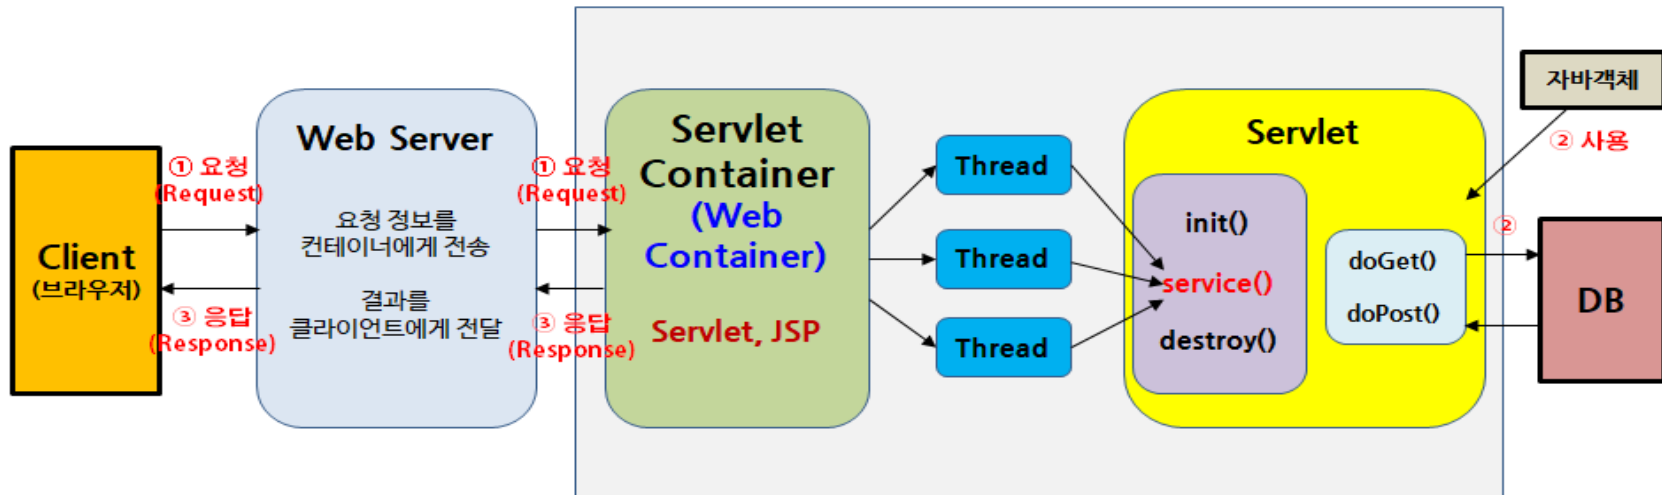 Client
(브라우저)
① 요청
(Request)
③ 응답
(Response)
Web Server
요청 정보를
컨테이너에게 전송
결과를
클라이언트에게 전달
① 요청
(Request)
③ 응답
(Response)
Servlet
Container
(Web
Container)
Servlet, JSP
Thread
Thread
Thread
Servlet
init()
service()
destroy()
doGet()
doPost()
자바객체
② 사용
②
DB